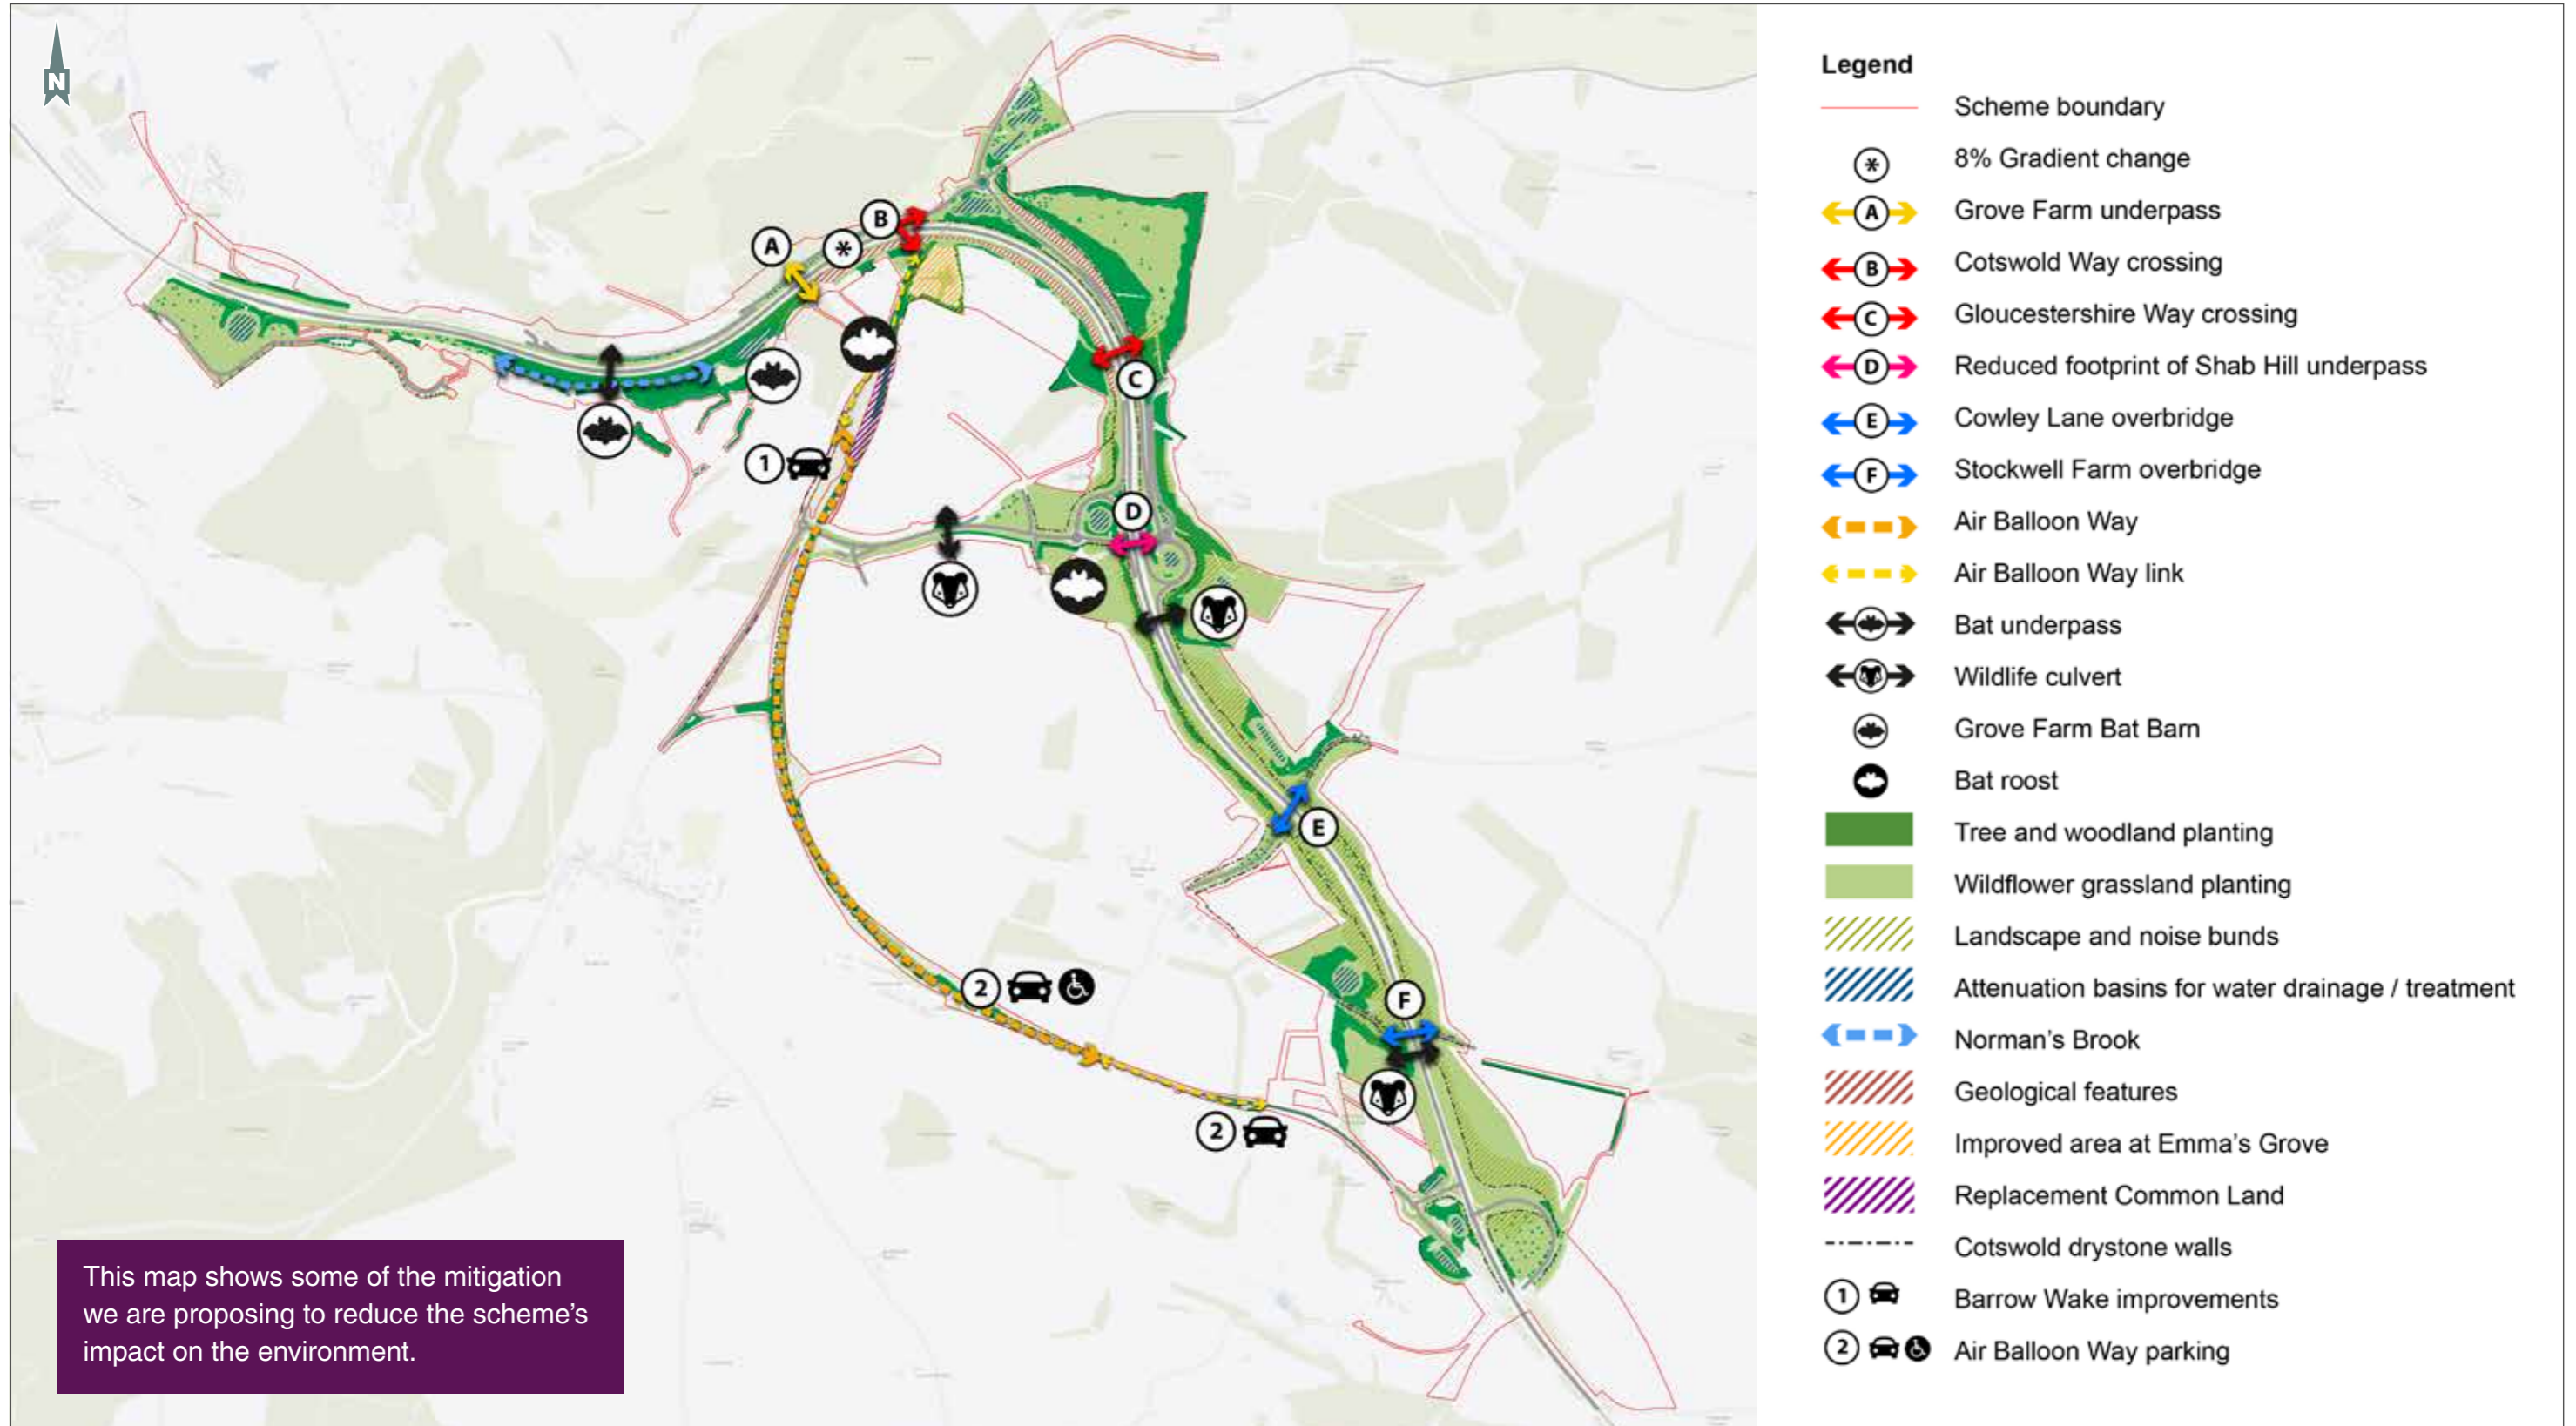 N
A
*
B
C
1
D
E
2
F
2
This map shows some of the mitigation
we are proposing to reduce the scheme’s
impact on the environment.
Legend
Scheme boundary
* 8% Gradient change
A Grove Farm underpass
B Cotswold Way crossing
C Gloucestershire Way crossing
D Reduced footprint of Shab Hill underpass
E Cowley Lane overbridge
F Stockwell Farm overbridge
Air Balloon Way
Air Balloon Way link
Bat underpass
Wildlife culvert
Grove Farm Bat Barn
Bat roost
Tree and woodland planting
Wildflower grassland planting
Landscape and noise bunds
Attenuation basins for water drainage / treatment
Norman’s Brook
Geological features
Improved area at Emma’s Grove
Replacement Common Land
Cotswold drystone walls
1 Barrow Wake improvements
2 Air Balloon Way parking